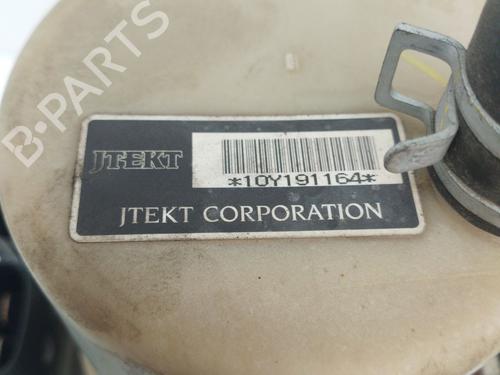 B-PARTS
JTEKT
*10Y191164*
JTEKT CORPORATION